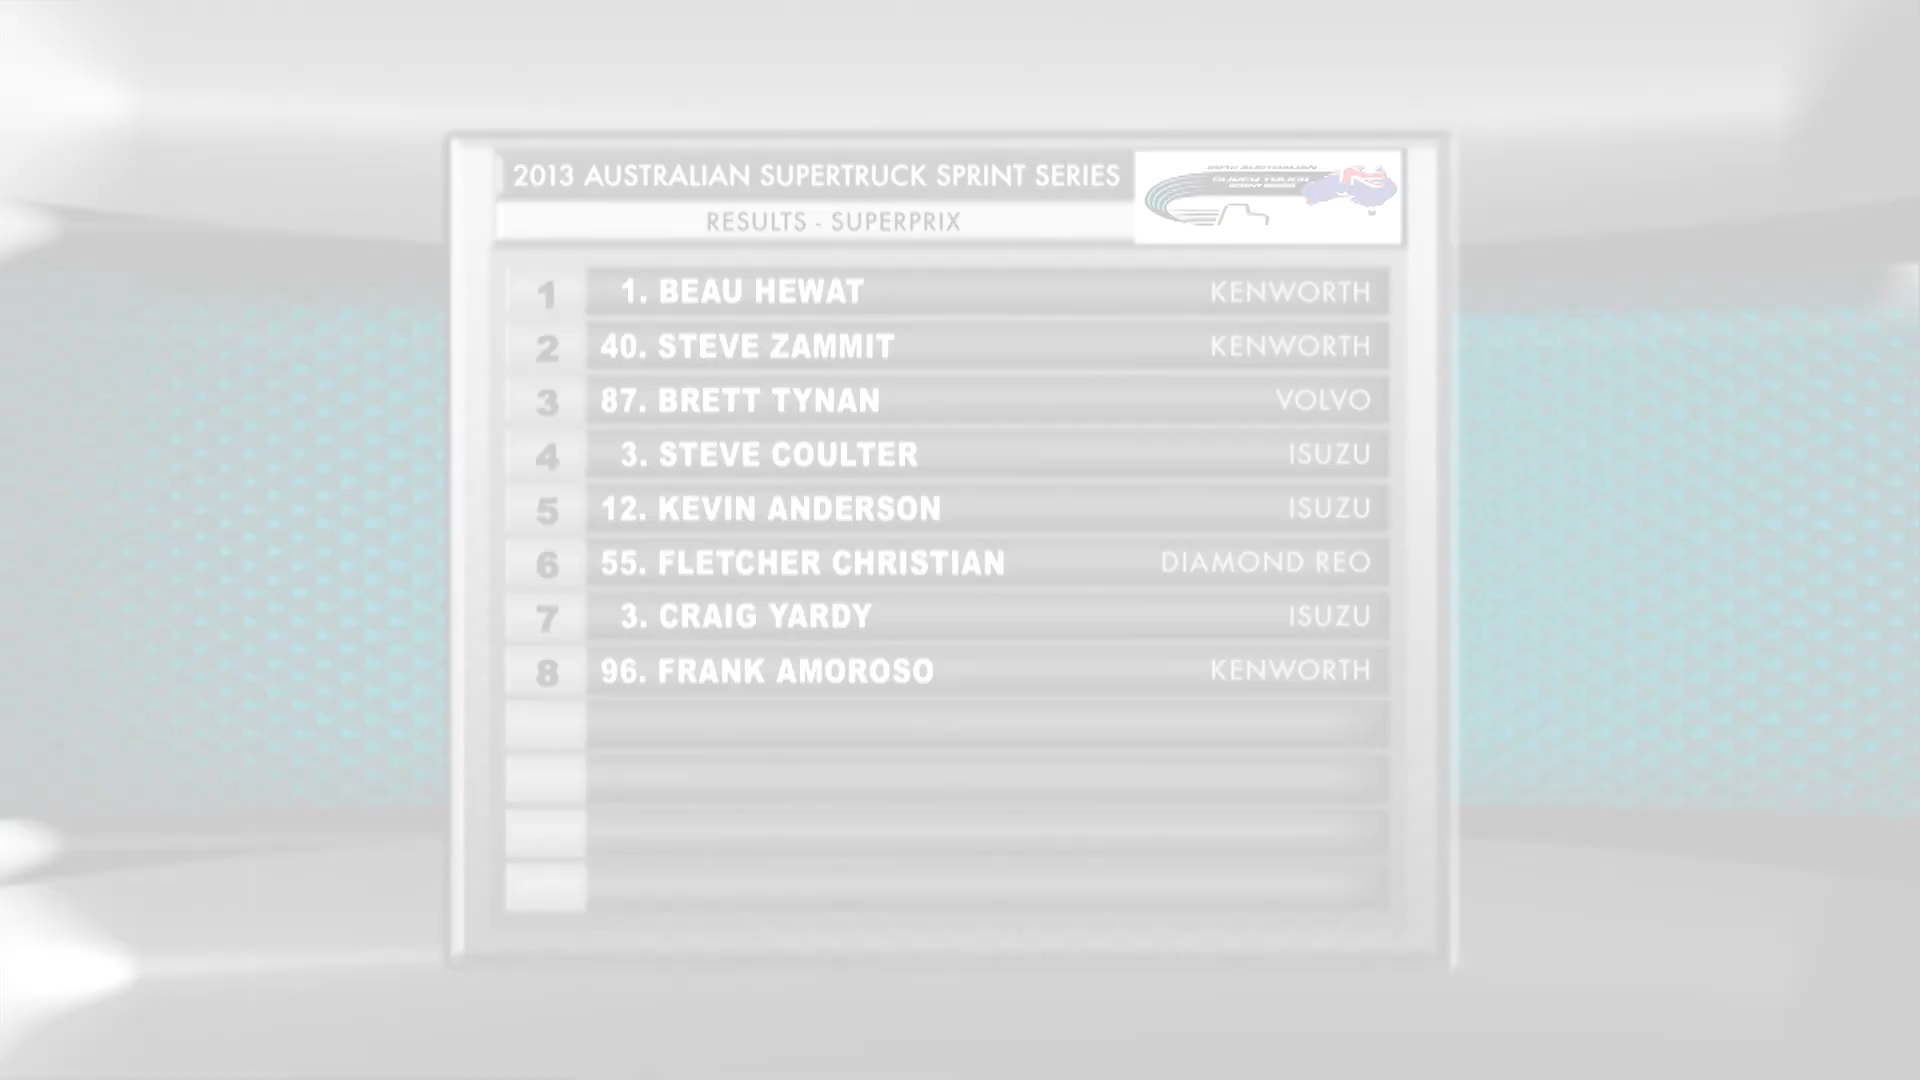 2013 AUSTRALIAN SUPERTRUCK SPRINT SERIES
RESULTS - SUPERPRIX
1 1. BEAU HEWAT KENWORTH
2 40. STEVE ZAMMIT KENWORTH
3 87. BRETT TYNAN VOLVO
4 3. STEVE COULTER ISUZU
5 12. KEVIN ANDERSON ISUZU
6 55. FLETCHER CHRISTIAN DIAMOND REO
7 3. CRAIG YARDY ISUZU
8 96. FRANK AMOROSO KENWORTH